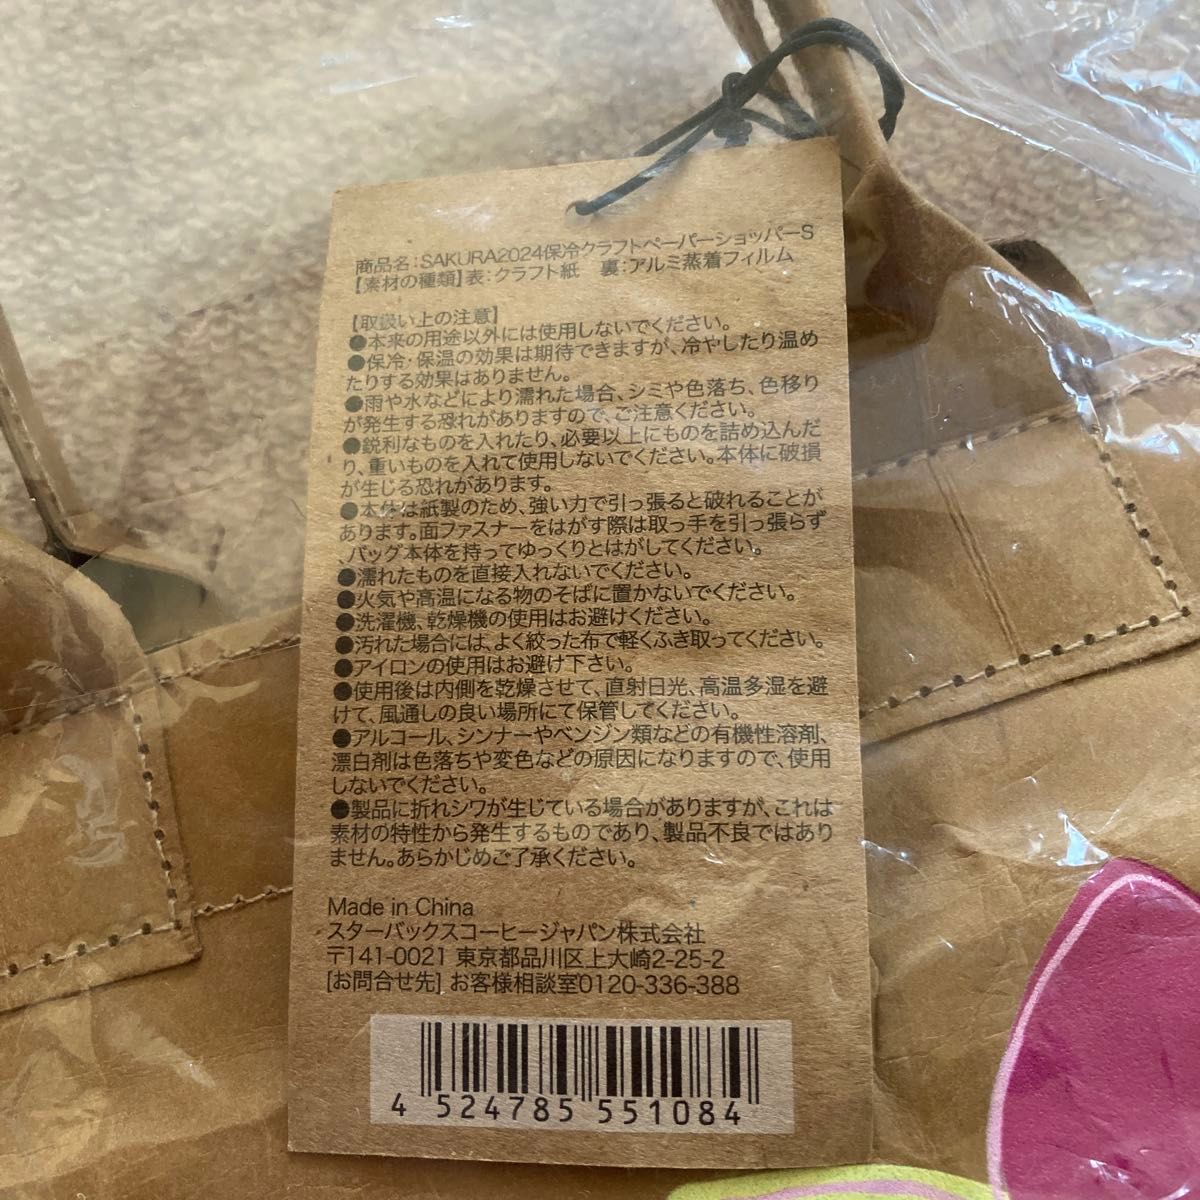 商品名:SAKURA2024保冷クラフトペーパーショッパーS
【素材の種類】表:クラフト紙　裏:アルミ蒸着フィルム
【取扱い上の注意】
●本来の用途以外には使用しないでください。
●保冷・保温の効果は期待できますが、冷やしたり温め
たりする効果はありません。
●雨や水などにより濡れた場合、シミや色落ち、色移り
が発生する恐れがありますので、ご注意ください。
●鋭利なものを入れたり、必要以上にものを詰め込んだ
り、重いものを入れて使用しないでください。本体に破損
が生じる恐れがあります。
●本体は紙製のため、強い力で引っ張ると破れることが
あります。面ファスナーをはがす際は取っ手を引っ張らず
、バッグ本体を持ってゆっくりとはがしてください。
●濡れたものを直接入れないでください。
●火気や高温になる物のそばに置かないでください。
●洗濯機、乾燥機の使用はお避けください。
●汚れた場合には、よく絞った布で軽くふき取ってください。
●アイロンの使用はお避け下さい。
●使用後は内側を乾燥させて、直射日光、高温多湿を避
けて、風通しの良い場所にて保管してください。
●アルコール、シンナーやベンジン類などの有機性溶剤、
漂白剤は色落ちや変色などの原因になりますので、使用
しないでください。
●製品に折れシワが生じている場合がありますが、これは
素材の特性から発生するものであり、製品不良ではあり
ません。あらかじめご了承ください。
Made in China
スターバックスコーヒージャパン株式会社
〒141-0021 東京都品川区上大崎2-25-2
[お問合せ先] お客様相談室0120-336-388
4 524785 551084